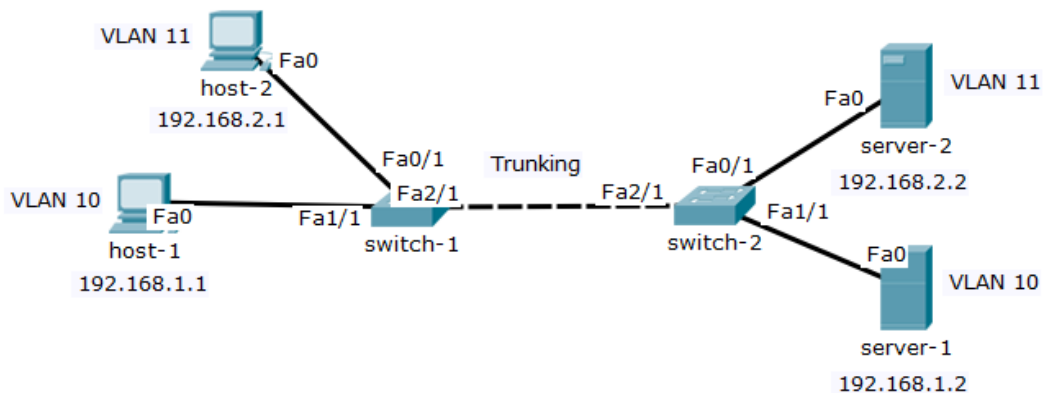 VLAN 11
Fa0
host-2
192.168.2.1
VLAN 10
Fa0
host-1
192.168.1.1
Fa0/1
Fa2/1
Fa1/1
switch-1
Trunking
Fa2/1
Fa0/1
Fa1/1
switch-2
Fa0
VLAN 11
server-2
192.168.2.2
Fa0
VLAN 10
server-1
192.168.1.2